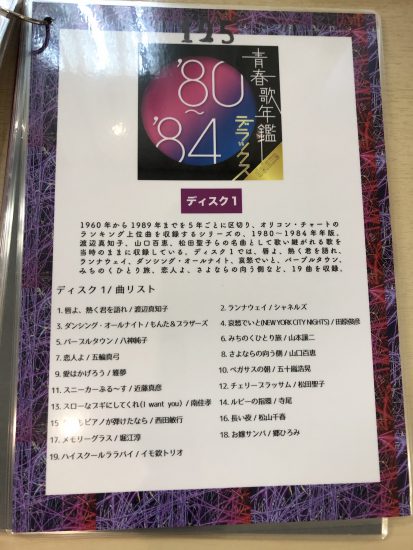 青春歌年鑑
デラックス
'80
~
'84
ディスク1
1960年から1989年までを5年ごとに区切り、オリコン・チャートの
ランキング上位曲を収録するシリーズの、1980~1984年年版。
渡辺真知子、山口百恵、松田聖子らの名曲として歌い継がれる歌を
当時のままに収録している。ディスク1では、唇よ、熱く君を語れ、
ランナウェイ、ダンシング・オールナイト、哀愁でいと、パープルタウン、
みちのくひとり旅、恋人よ、さよならの向う側など、19曲を収録。
ディスク 1/ 曲リスト
1. 唇よ、熱く君を語れ / 渡辺真知子
2. ランナウェイ / シャネルズ
3. ダンシング・オールナイト / もんた&ブラザーズ
4. 哀愁でいと(NEW YORK CITY NIGHTS) / 田原俊彦
5. パープルタウン / 八神純子
6. みちのくひとり旅 / 山本譲二
7. 恋人よ / 五輪真弓
8. さよならの向う側 / 山口百恵
9. 愛はかげろう / 雅夢
10. ペガサスの朝 / 五十嵐浩晃
11. スニーカーぶる〜す / 近藤真彦
12. チェリーブラッサム / 松田聖子
13. スローなブギにしてくれ(I want you) / 南佳孝
14. ルビーの指環 / 寺尾
15 ピアノが弾けたなら / 西田敏行
16. 長い夜 / 松山千春
17. メモリーグラス / 堀江淳
18. お嫁サンバ / 郷ひろみ
19. ハイスクールララバイ / イモ欽トリオ